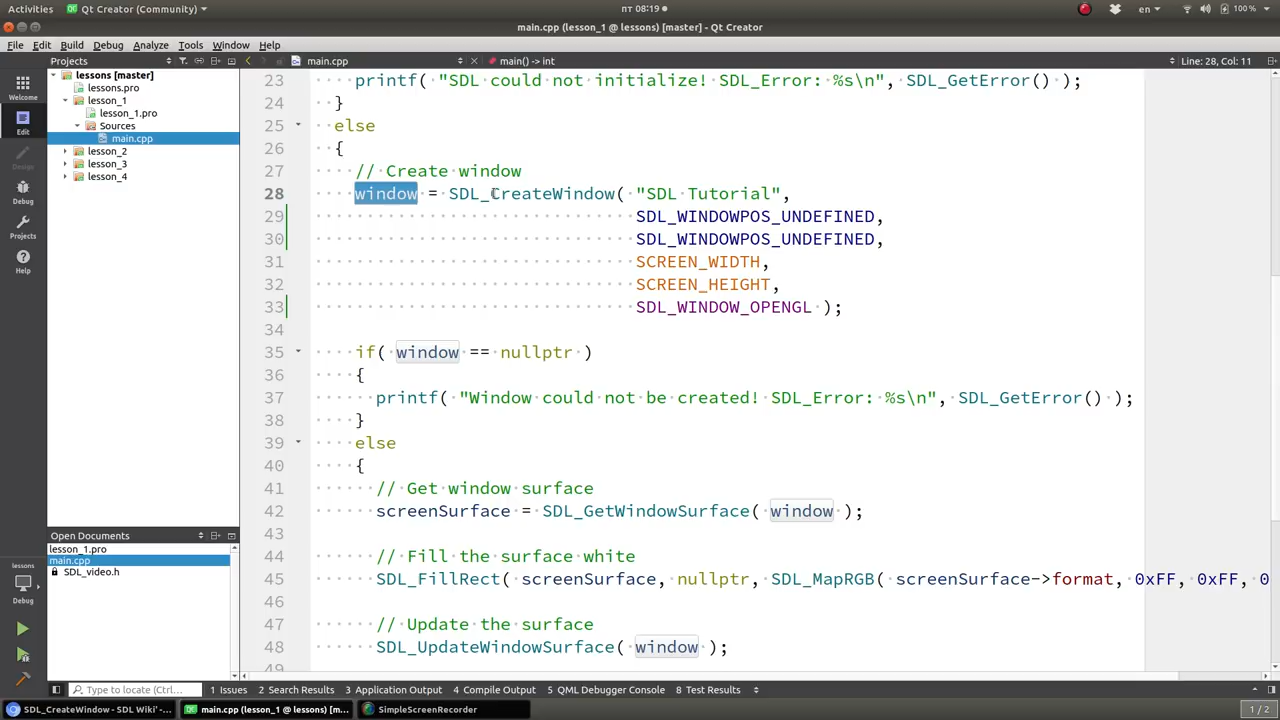 Activities Qt Creator (Community) пт 08:19 en 100 %
main.cpp (lesson_1 @ lessons) [master] - Qt Creator
File Edit Build Debug Analyze Tools Window Help
Projects main.cpp main() -> int Line: 28, Col: 11
Welcome
Edit
Design
Debug
Projects
Help
lessons
Debug
lessons [master]
lessons.pro
lesson_1
lesson_1.pro
Sources
main.cpp
lesson_2
lesson_3
lesson_4
Open Documents
lesson_1.pro
main.cpp
SDL_video.h
23 printf( "SDL could not initialize! SDL_Error: %s\n", SDL_GetError() );
24 }
25 else
26 {
27 // Create window
28 window = SDL_CreateWindow( "SDL Tutorial",
29 SDL_WINDOWPOS_UNDEFINED,
30 SDL_WINDOWPOS_UNDEFINED,
31 SCREEN_WIDTH,
32 SCREEN_HEIGHT,
33 SDL_WINDOW_OPENGL );
34
35 if( window == nullptr )
36 {
37 printf( "Window could not be created! SDL_Error: %s\n", SDL_GetError() );
38 }
39 else
40 {
41 // Get window surface
42 screenSurface = SDL_GetWindowSurface( window );
43
44 // Fill the surface white
45 SDL_FillRect( screenSurface, nullptr, SDL_MapRGB( screenSurface->format, 0xFF, 0xFF, 0
46
47 // Update the surface
48 SDL_UpdateWindowSurface( window );
49
Type to locate (Ctrl-... 1 Issues 2 Search Results 3 Application Output 4 Compile Output 5 QML Debugger Console 8 Test Results
SDL_CreateWindow - SDL Wiki' -... main.cpp (lesson_1 @ lessons) [m... SimpleScreenRecorder 1 / 2